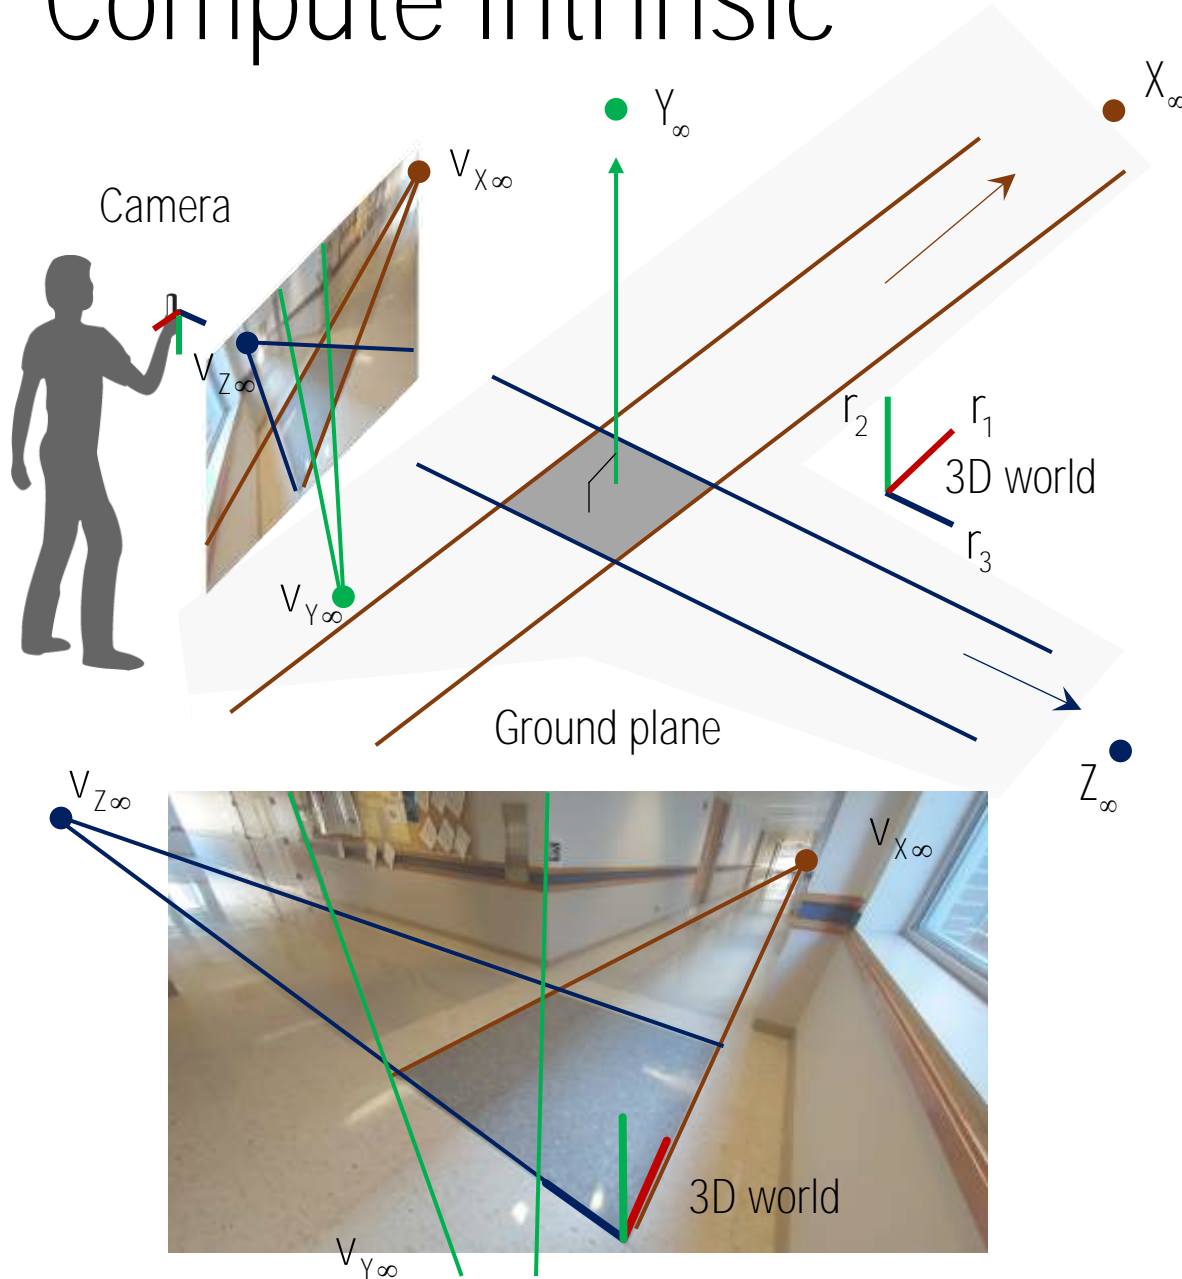 Compute Intrinsic
X∞
Y∞
VX∞
Camera
VZ∞
r2
r1
3D world
r3
VY∞
Ground plane
Z∞
VZ∞
VX∞
3D world
VY∞